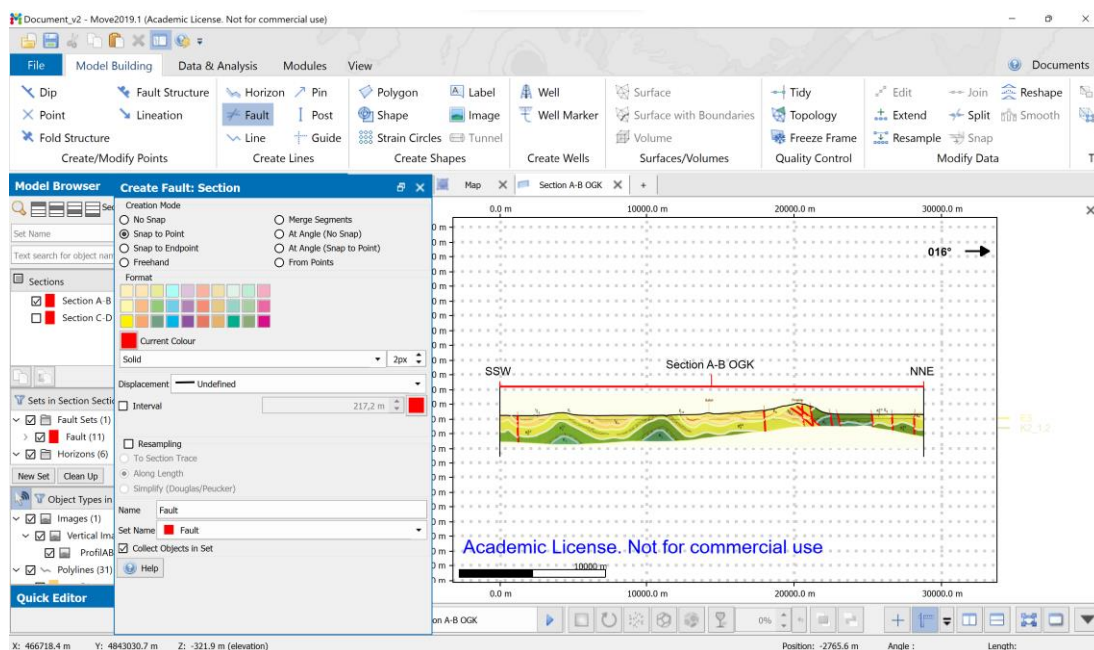 Document_v2 - Move2019.1 (Academic License. Not for commercial use)
File Model Building Data & Analysis Modules View Documents
Dip Fault Structure Horizon Pin Polygon Label Well Surface Tidy Edit Join Reshape
Point Lineation Fault Post Shape Image Well Marker Surface with Boundaries Topology Extend Split Smooth
Fold Structure Line Guide Strain Circles Tunnel Volume Freeze Frame Resample Snap
Create/Modify Points Create Lines Create Shapes Create Wells Surfaces/Volumes Quality Control Modify Data
Model Browser
Set Name
Text search for object nam
Sections
Section A-B
Section C-D
Sets in Section Sectio
Fault Sets (1)
Fault (11)
Horizons (6)
New Set Clean Up
Object Types in
Images (1)
Vertical Ima
ProfilAB
Polylines (31)
Quick Editor
Create Fault: Section
Creation Mode
No Snap Merge Segments
Snap to Point At Angle (No Snap)
Snap to Endpoint At Angle (Snap to Point)
Freehand From Points
Format
Current Colour
Solid 2px
Displacement Undefined
Interval 217,2 m
Resampling
To Section Trace
Along Length
Simplify (Douglas/Peucker)
Name Fault
Set Name Fault
Collect Objects in Set
Help
Map Section A-B OGK +
0.0 m 10000.0 m 20000.0 m 30000.0 m
016°
Section A-B OGK
SSW NNE
K2_1,2
Academic License. Not for commercial use
10000 m
0.0 m 10000.0 m 20000.0 m 30000.0 m
on A-B OGK 0%
X: 466718.4 m Y: 4843030.7 m Z: -321.9 m (elevation) Position: -2765.6 m Angle : Length: